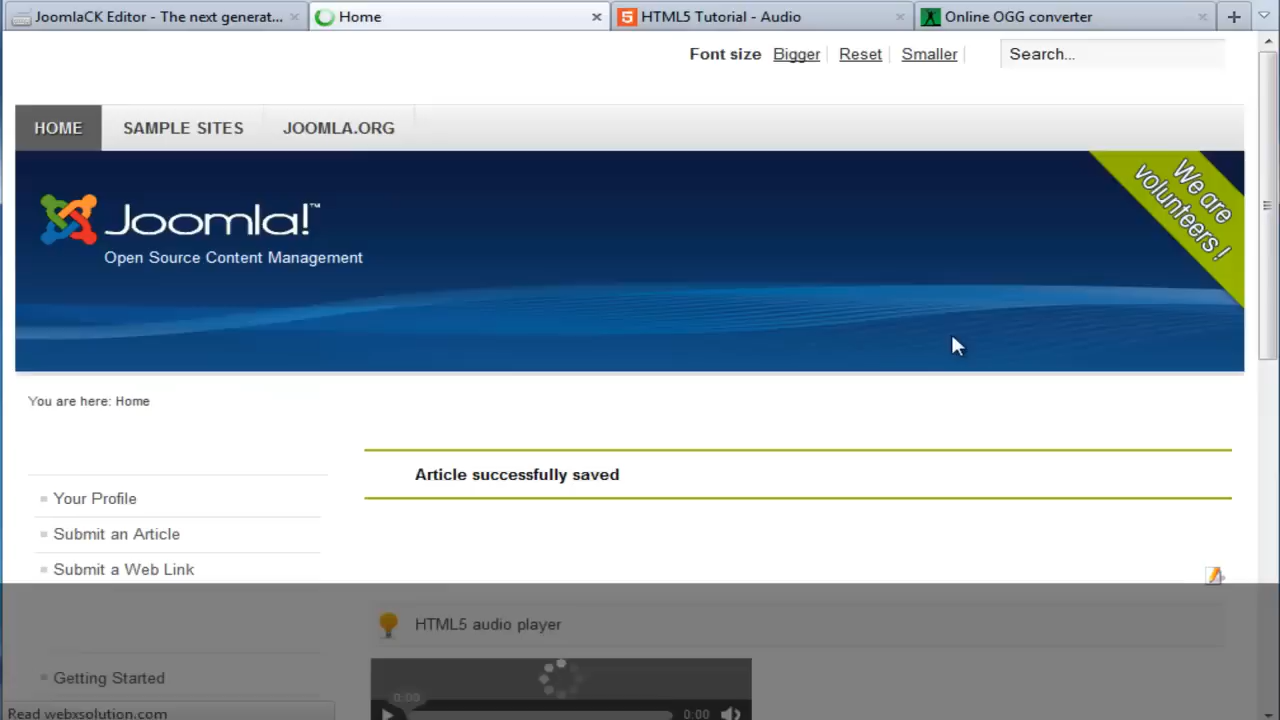 JoomlaCK Editor - The next generat...
Home
HTML5 Tutorial - Audio
Online OGG converter
Font size Bigger Reset Smaller
Search...
HOME SAMPLE SITES JOOMLA.ORG
We are
volunteers !
Joomla!™
Open Source Content Management
You are here: Home
Article successfully saved
Your Profile
Submit an Article
Submit a Web Link
HTML5 audio player
Getting Started
0:00
0:00
Read webxsolution.com